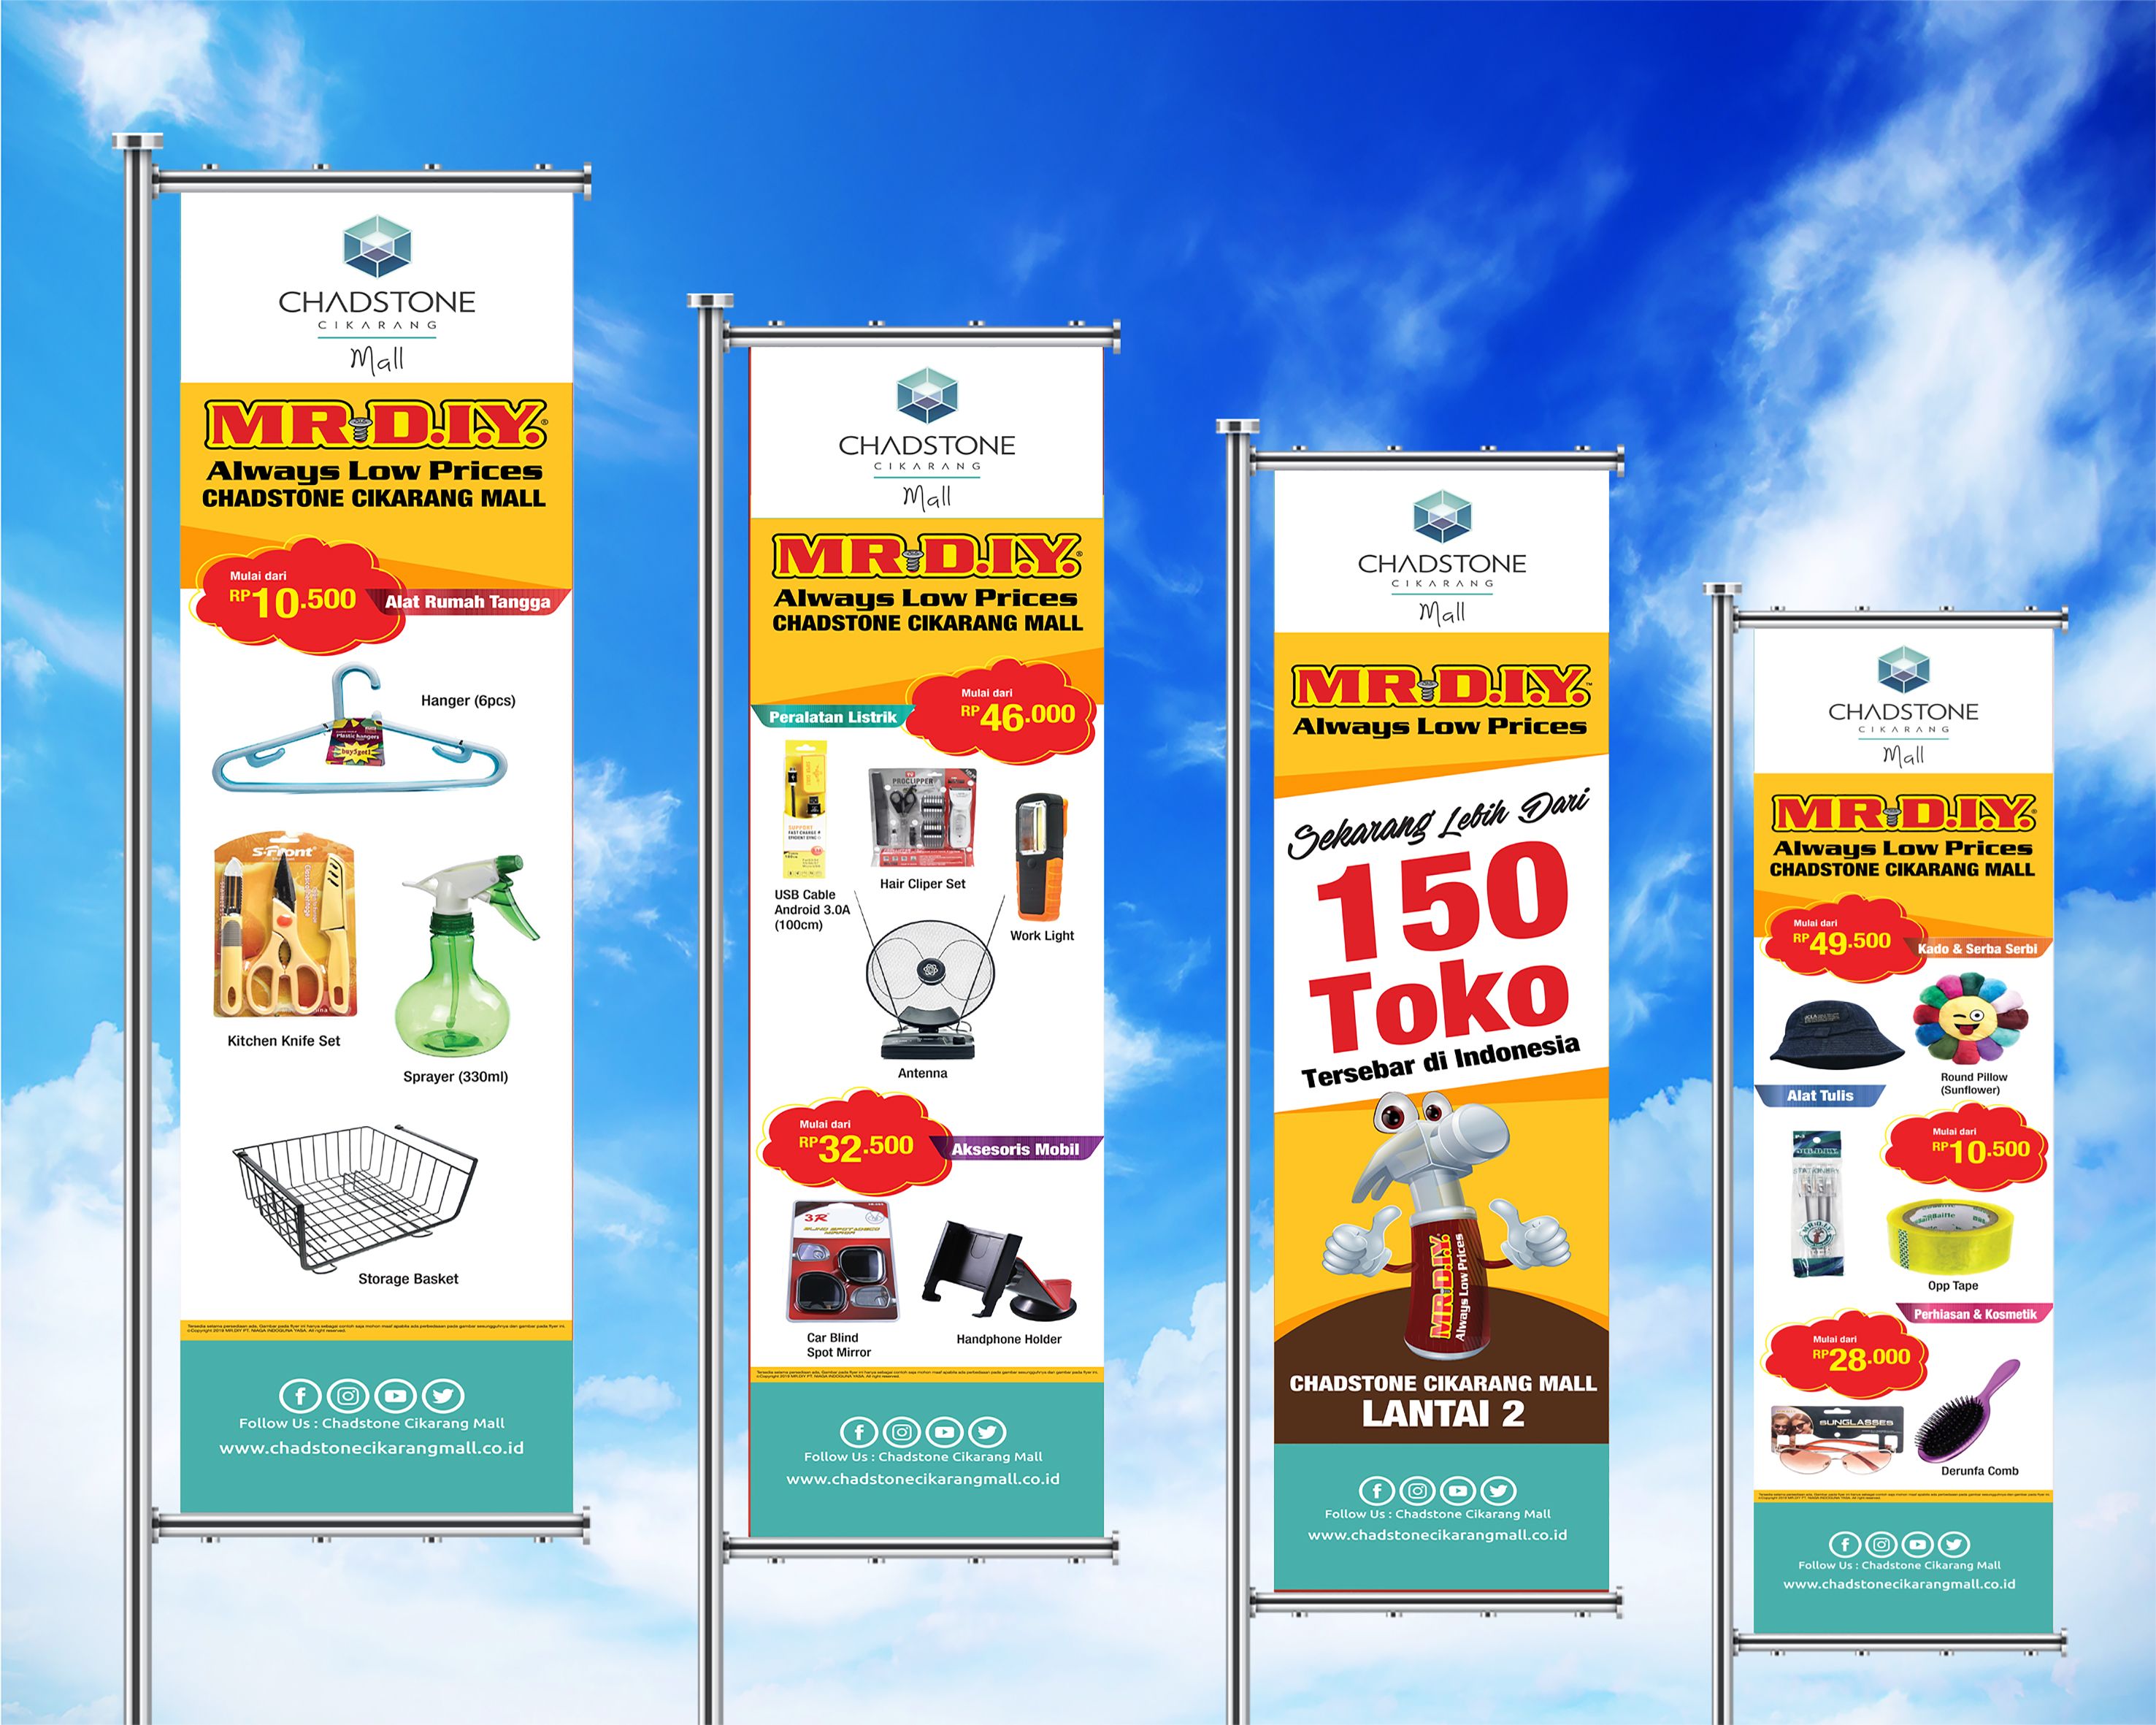 CHADSTONE
CIKARANG
Mall
MR D.I.Y.®
Always Low Prices
CHADSTONE CIKARANG MALL
Mulai dari
RP10.500
Alat Rumah Tangga
Hanger (6pcs)
Plastic hangers
S-Front
Kitchen Knife Set
Sprayer (330ml)
Storage Basket
Follow Us : Chadstone Cikarang Mall
www.chadstonecikarangmall.co.id
CHADSTONE
CIKARANG
Mall
MR D.I.Y.®
Always Low Prices
CHADSTONE CIKARANG MALL
Mulai dari
RP46.000
Peralatan Listrik
PROCLIPPER
USB Cable
Android 3.0A
(100cm)
Hair Cliper Set
Work Light
Antenna
Mulai dari
RP32.500
Aksesoris Mobil
3R
Car Blind
Spot Mirror
Handphone Holder
Follow Us : Chadstone Cikarang Mall
www.chadstonecikarangmall.co.id
CHADSTONE
CIKARANG
Mall
MR D.I.Y.™
Always Low Prices
Sekarang Lebih Dari
150
Toko
Tersebar di Indonesia
MR.D.I.Y.
Always Low Prices
CHADSTONE CIKARANG MALL
LANTAI 2
Follow Us : Chadstone Cikarang Mall
www.chadstonecikarangmall.co.id
CHADSTONE
CIKARANG
Mall
MR D.I.Y.®
Always Low Prices
CHADSTONE CIKARANG MALL
Mulai dari
RP49.500
Kado & Serba Serbi
Round Pillow
(Sunflower)
Alat Tulis
Mulai dari
RP10.500
Opp Tape
Perhiasan & Kosmetik
Mulai dari
RP28.000
SUNGLASSES
Derunfa Comb
Follow Us : Chadstone Cikarang Mall
www.chadstonecikarangmall.co.id